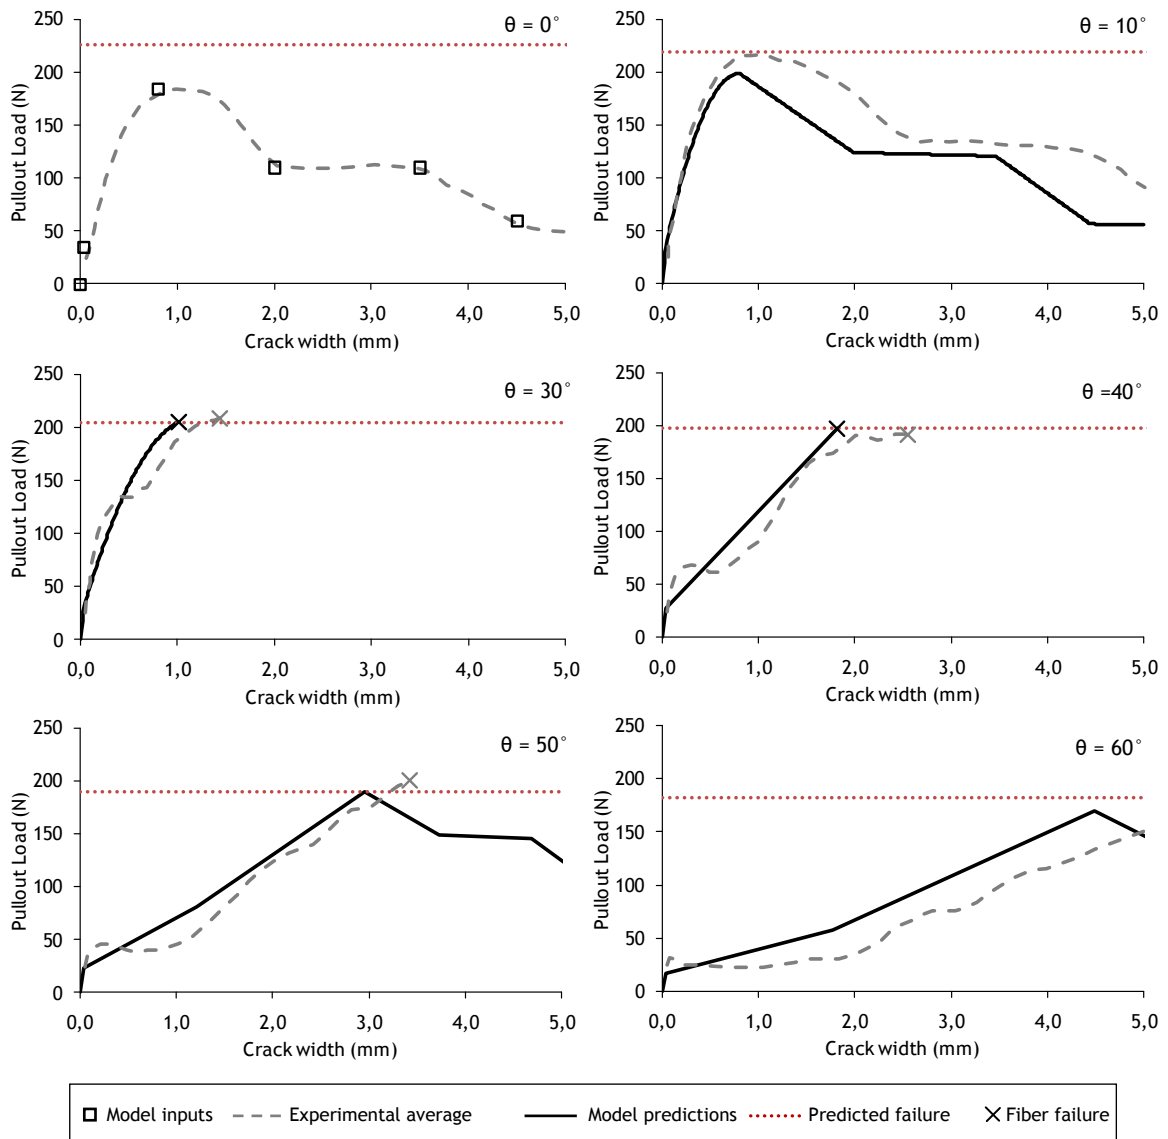 θ = 0°
250
200
150
100
50
0
Pullout Load (N)
0,0 1,0 2,0 3,0 4,0 5,0
Crack width (mm)
θ = 10°
250
200
150
100
50
0
Pullout Load (N)
0,0 1,0 2,0 3,0 4,0 5,0
Crack width (mm)
θ = 30°
250
200
150
100
50
0
Pullout Load (N)
0,0 1,0 2,0 3,0 4,0 5,0
Crack width (mm)
θ =40°
250
200
150
100
50
0
Pullout Load (N)
0,0 1,0 2,0 3,0 4,0 5,0
Crack width (mm)
θ = 50°
250
200
150
100
50
0
Pullout Load (N)
0,0 1,0 2,0 3,0 4,0 5,0
Crack width (mm)
θ = 60°
250
200
150
100
50
0
Pullout Load (N)
0,0 1,0 2,0 3,0 4,0 5,0
Crack width (mm)
Model inputs Experimental average Model predictions Predicted failure Fiber failure